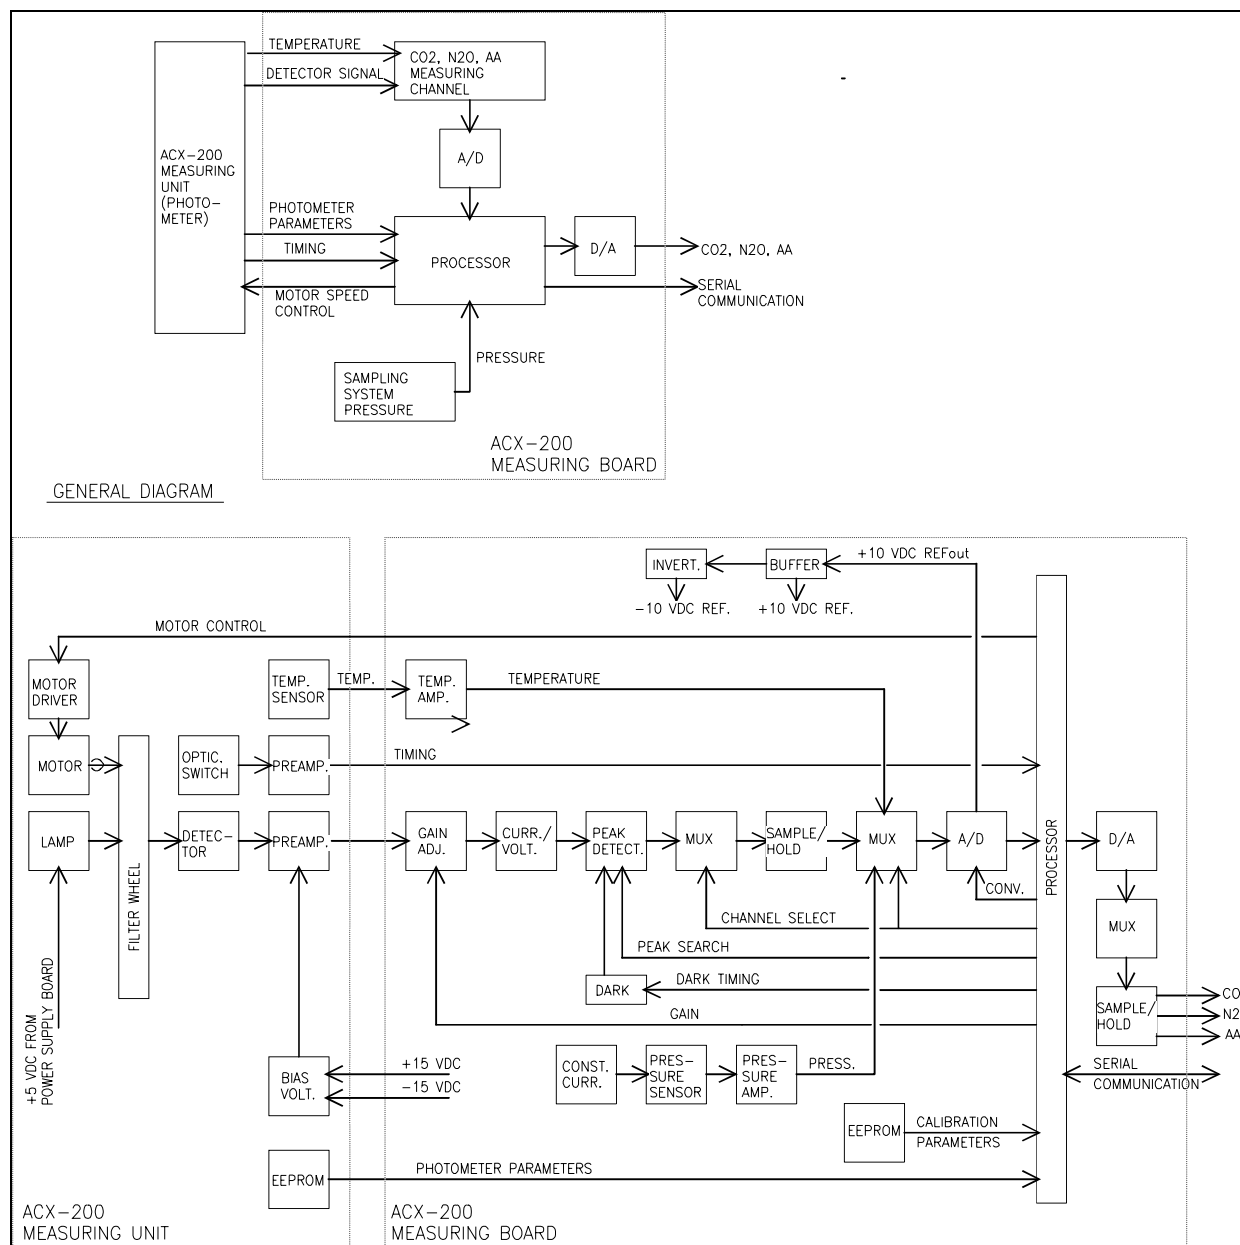 TEMPERATURE
DETECTOR SIGNAL
CO2, N2O, AA
MEASURING
CHANNEL
A/D
ACX-200
MEASURING
UNIT
(PHOTO-
METER)
PHOTOMETER
PARAMETERS
TIMING
MOTOR SPEED
CONTROL
PROCESSOR
D/A
CO2, N2O, AA
SERIAL
COMMUNICATION
PRESSURE
SAMPLING
SYSTEM
PRESSURE
ACX-200
MEASURING BOARD
GENERAL DIAGRAM
INVERT.
BUFFER
+10 VDC REFout
-10 VDC REF.
+10 VDC REF.
MOTOR CONTROL
MOTOR
DRIVER
TEMP.
SENSOR
TEMP.
TEMP.
AMP.
TEMPERATURE
MOTOR
OPTIC.
SWITCH
PREAMP.
TIMING
LAMP
FILTER WHEEL
DETEC-
TOR
PREAMP.
GAIN
ADJ.
CURR./
VOLT.
PEAK
DETECT.
MUX
SAMPLE/
HOLD
MUX
A/D
PROCESSOR
D/A
CONV.
CHANNEL SELECT
MUX
PEAK SEARCH
DARK
DARK TIMING
SAMPLE/
HOLD
CO
N2
AA
GAIN
+5 VDC FROM
POWER SUPPLY BOARD
BIAS
VOLT.
+15 VDC
-15 VDC
CONST.
CURR.
PRES-
SURE
SENSOR
PRES-
SURE
AMP.
PRESS.
SERIAL
COMMUNICATION
EEPROM
CALIBRATION
PARAMETERS
EEPROM
PHOTOMETER PARAMETERS
ACX-200
MEASURING UNIT
ACX-200
MEASURING BOARD